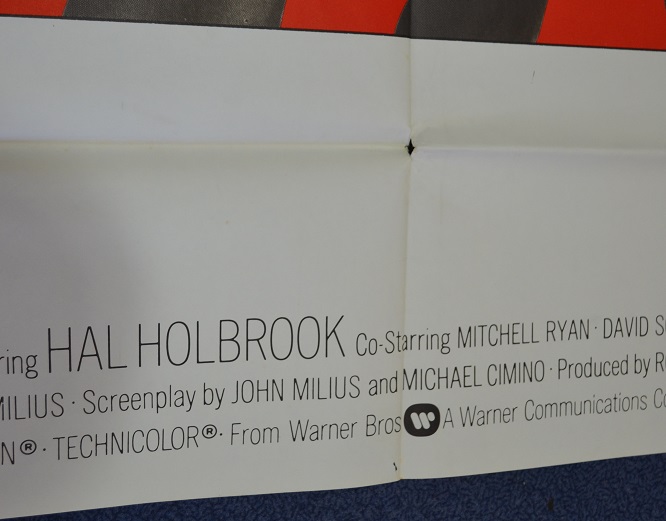 ring HAL HOLBROOK Co-Starring MITCHELL RYAN · DAVID S
MILIUS · Screenplay by JOHN MILIUS and MICHAEL CIMINO · Produced by R
N® · TECHNICOLOR® · From Warner Bros W A Warner Communications Co